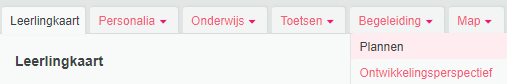 Leerlingkaart Personalia Onderwijs Toetsen Begeleiding Map
Plannen
Leerlingkaart
Ontwikkelingsperspectief